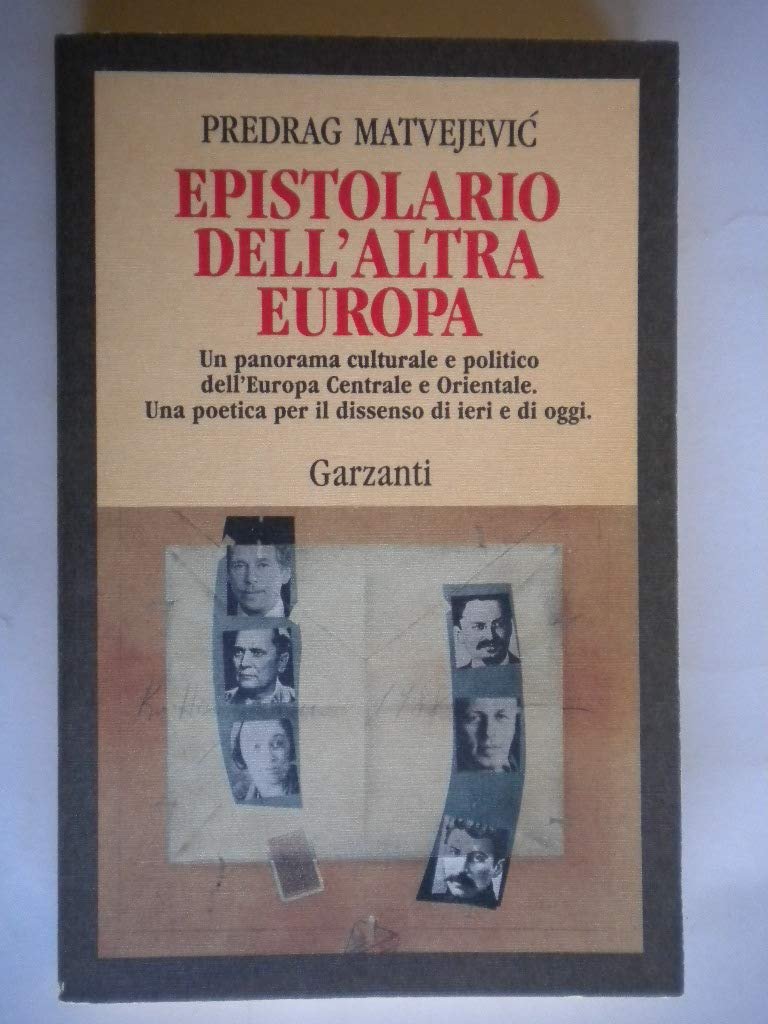 PREDRAG MATVEJEVIĆ
EPISTOLARIO
DELL'ALTRA
EUROPA
Un panorama culturale e politico
dell'Europa Centrale e Orientale.
Una poetica per il dissenso di ieri e di oggi.
Garzanti